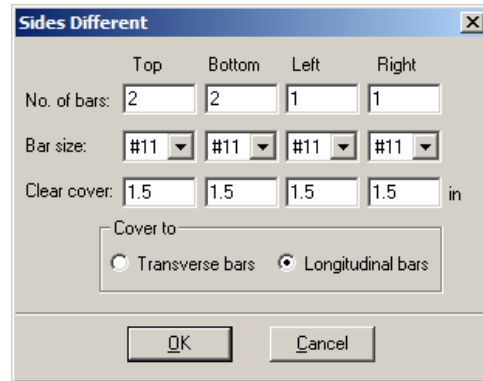 Sides Different
Top Bottom Left Right
No. of bars: 2 2 1 1
Bar size: #11 #11 #11 #11
Clear cover: 1.5 1.5 1.5 1.5 in
Cover to
Transverse bars Longitudinal bars
OK Cancel